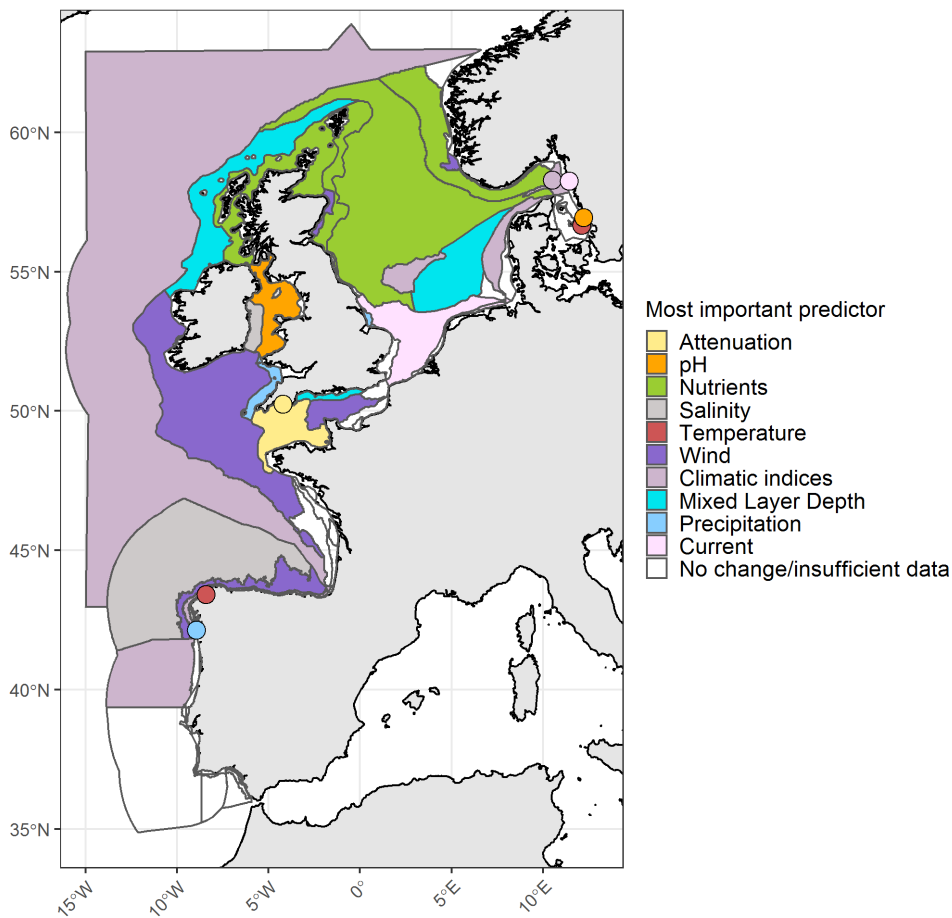 60°N
55°N
50°N
45°N
40°N
35°N
15°W
10°W
5°W
0°
5°E
10°E
Most important predictor
Attenuation
pH
Nutrients
Salinity
Temperature
Wind
Climatic indices
Mixed Layer Depth
Precipitation
Current
No change/insufficient data